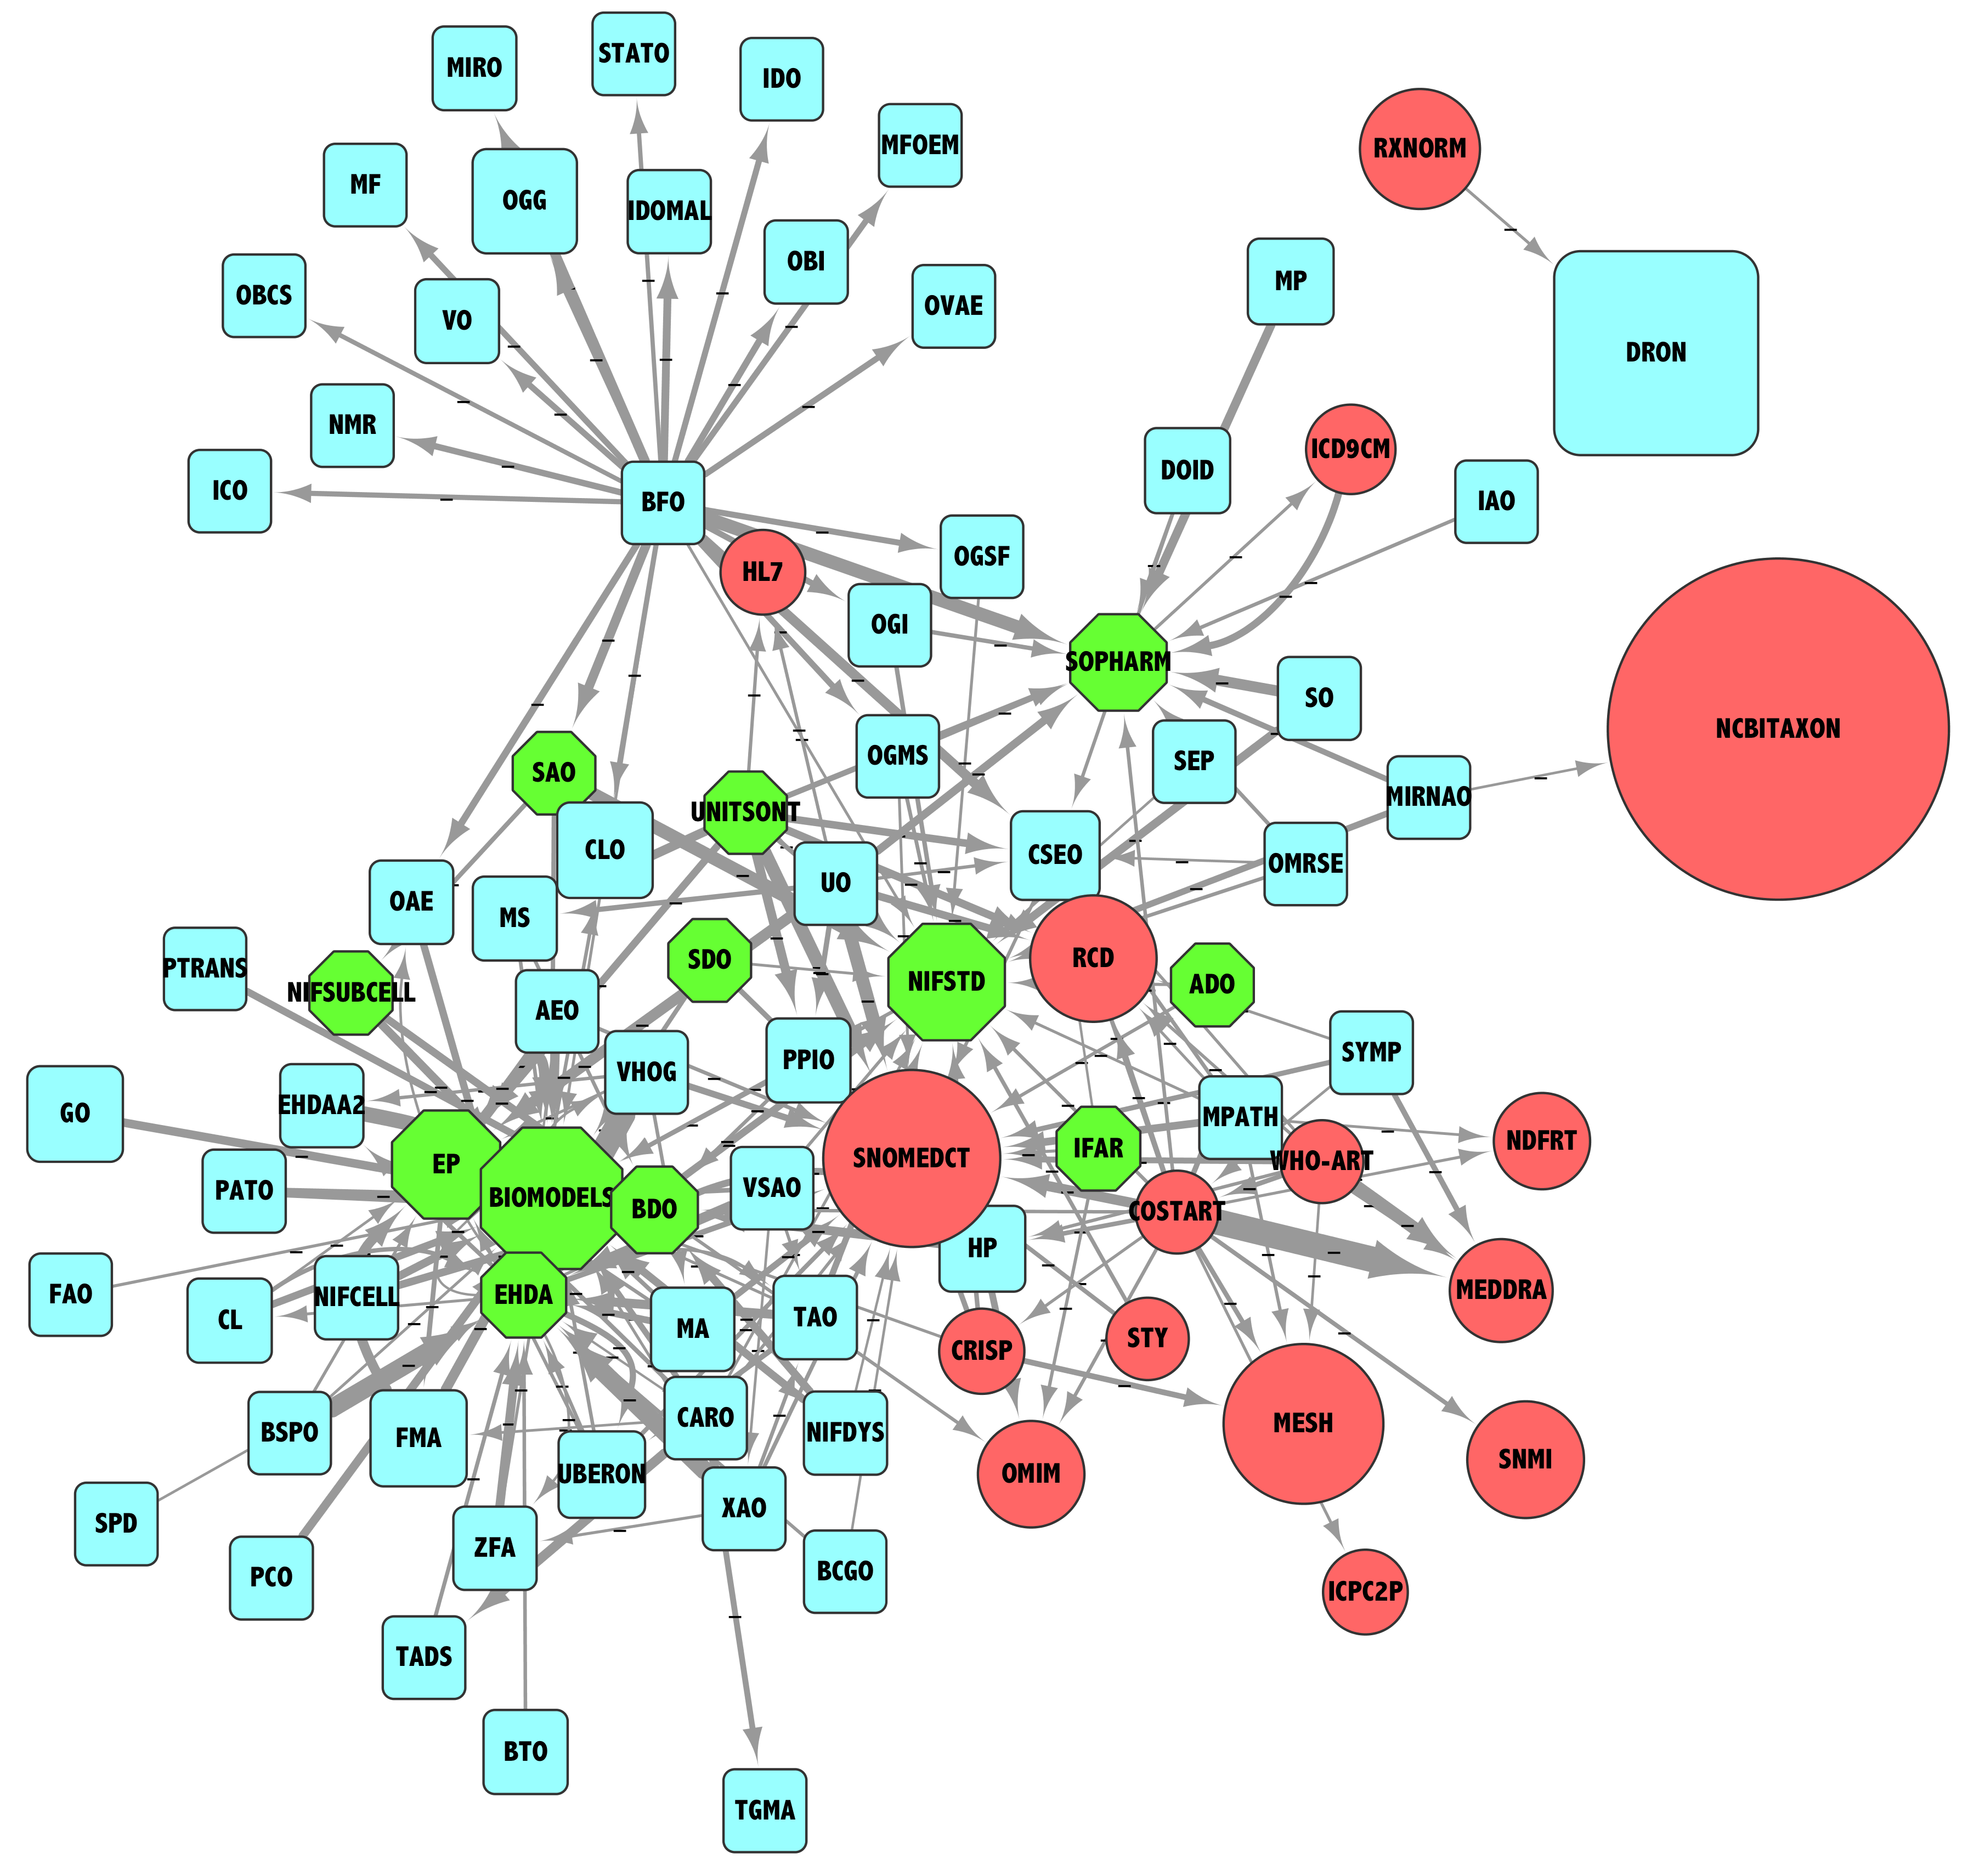 STATO
MIRO
IDO
MFOEM
RXNORM
MF
OGG
IDOMAL
OBI
MP
OBCS
VO
OVAE
DRON
NMR
DOID
ICD9CM
ICO
BFO
IAO
OGSF
HL7
OGI
SOPHARM
SO
NCBITAXON
SAO
OGMS
SEP
MIRNAO
UNITSONT
CLO
CSEO
OMRSE
UO
OAE
MS
PTRANS
SDO
RCD
NIFSUBCELL
NIFSTD
ADO
AEO
SYMP
PPIO
VHOG
GO
EHDAA2
MPATH
NDFRT
IFAR
EP
SNOMEDCT
WHO-ART
PATO
BIOMODELS
BDO
VSAO
COSTART
HP
FAO
NIFCELL
EHDA
MEDDRA
CL
MA
TAO
CRISP
STY
BSPO
FMA
CARO
NIFDYS
MESH
UBERON
OMIM
SNMI
SPD
XAO
ZFA
PCO
BCGO
ICPC2P
TADS
BTO
TGMA